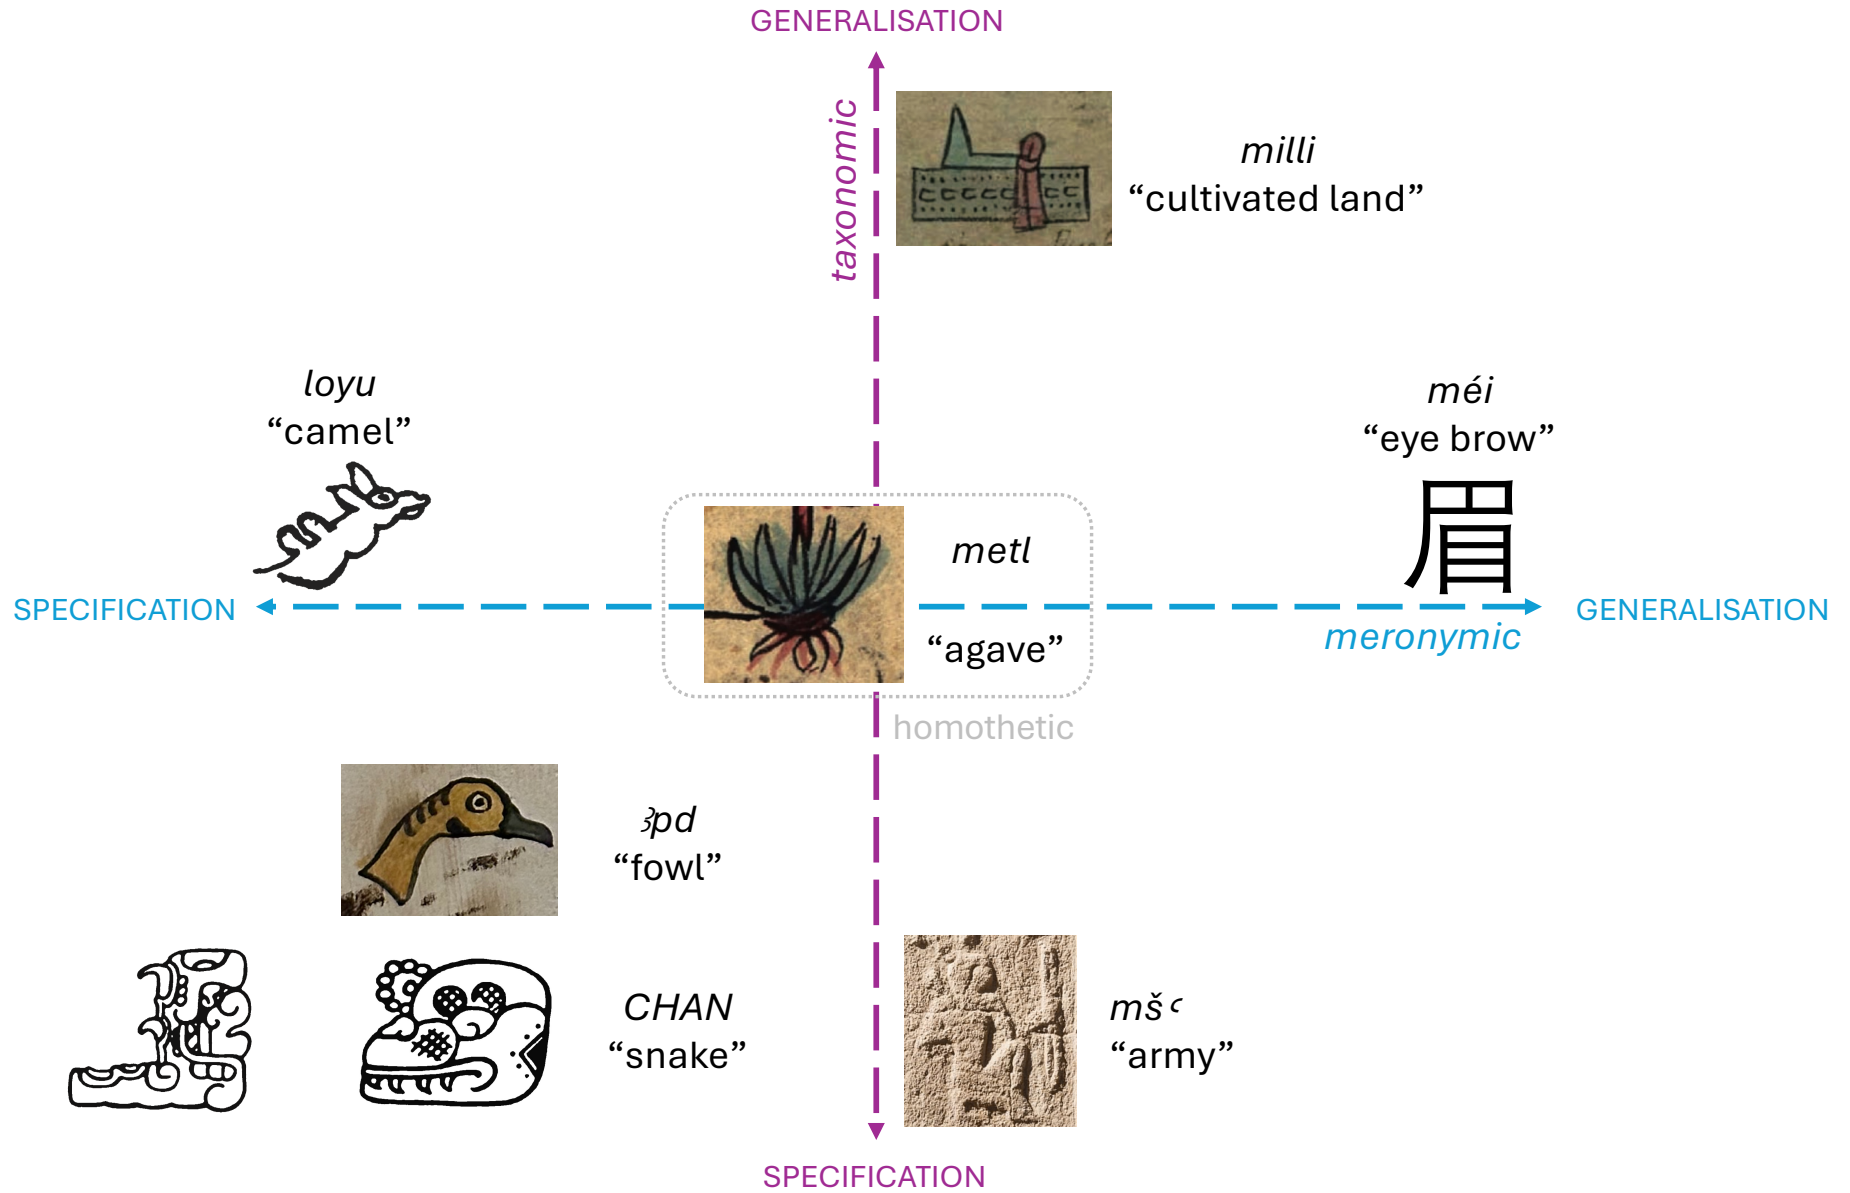 GENERALISATION
taxonomic
milli
“cultivated land”
loyu
“camel”
méi
“eye brow”
眉
metl
“agave”
SPECIFICATION
GENERALISATION
meronymic
homothetic
ꜣpd
“fowl”
CHAN
“snake”
mšꜥ
“army”
SPECIFICATION